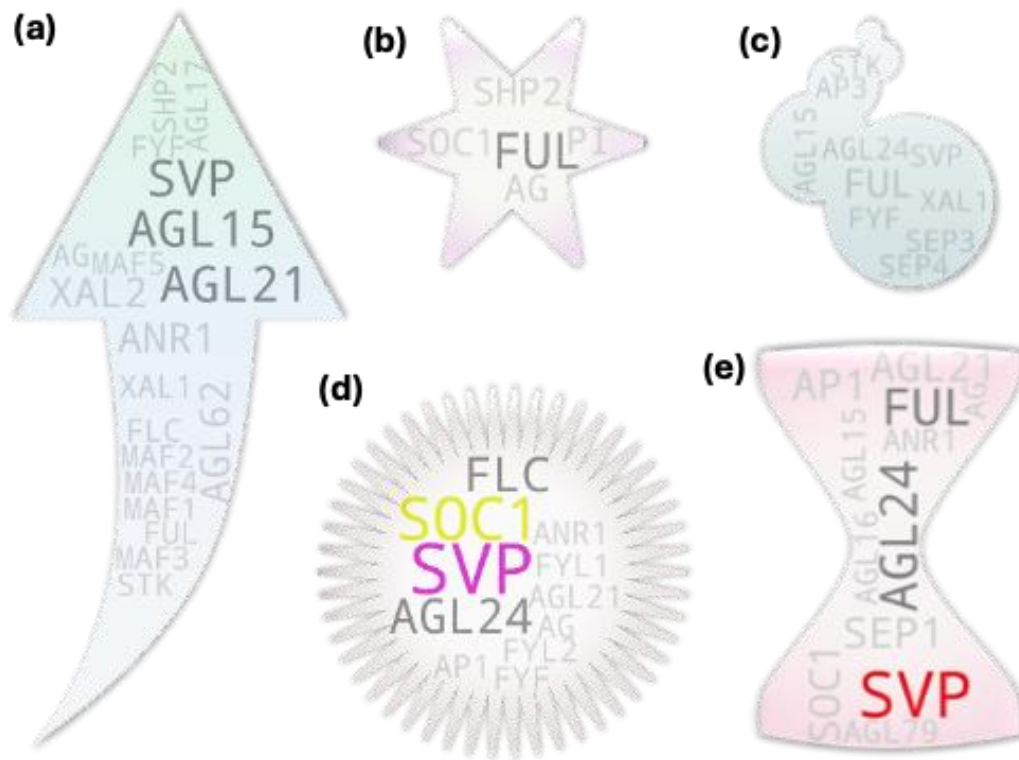 (a)
SHP2
AGL17
FYF
SVP
AGL15
AG
MAF5
XAL2
AGL21
ANR1
XAL1
AGL62
FLC
MAF2
MAF4
MAF1
FUL
MAF3
STK
(b)
SHP2
SOC1
FUL
PI
AG
(c)
STK
AP3
AGL15
AGL24
SVP
FUL
XAL1
FYF
SEP3
SEP4
(d)
FLC
SOC1
ANR1
SVP
FYL1
AGL21
AGL24
AG
FYL2
AP1
FYF
(e)
AGL21
AP1
AG
FUL
AGL15
ANR1
AGL24
AGL16
SEP1
SOC1
SVP
AGL79